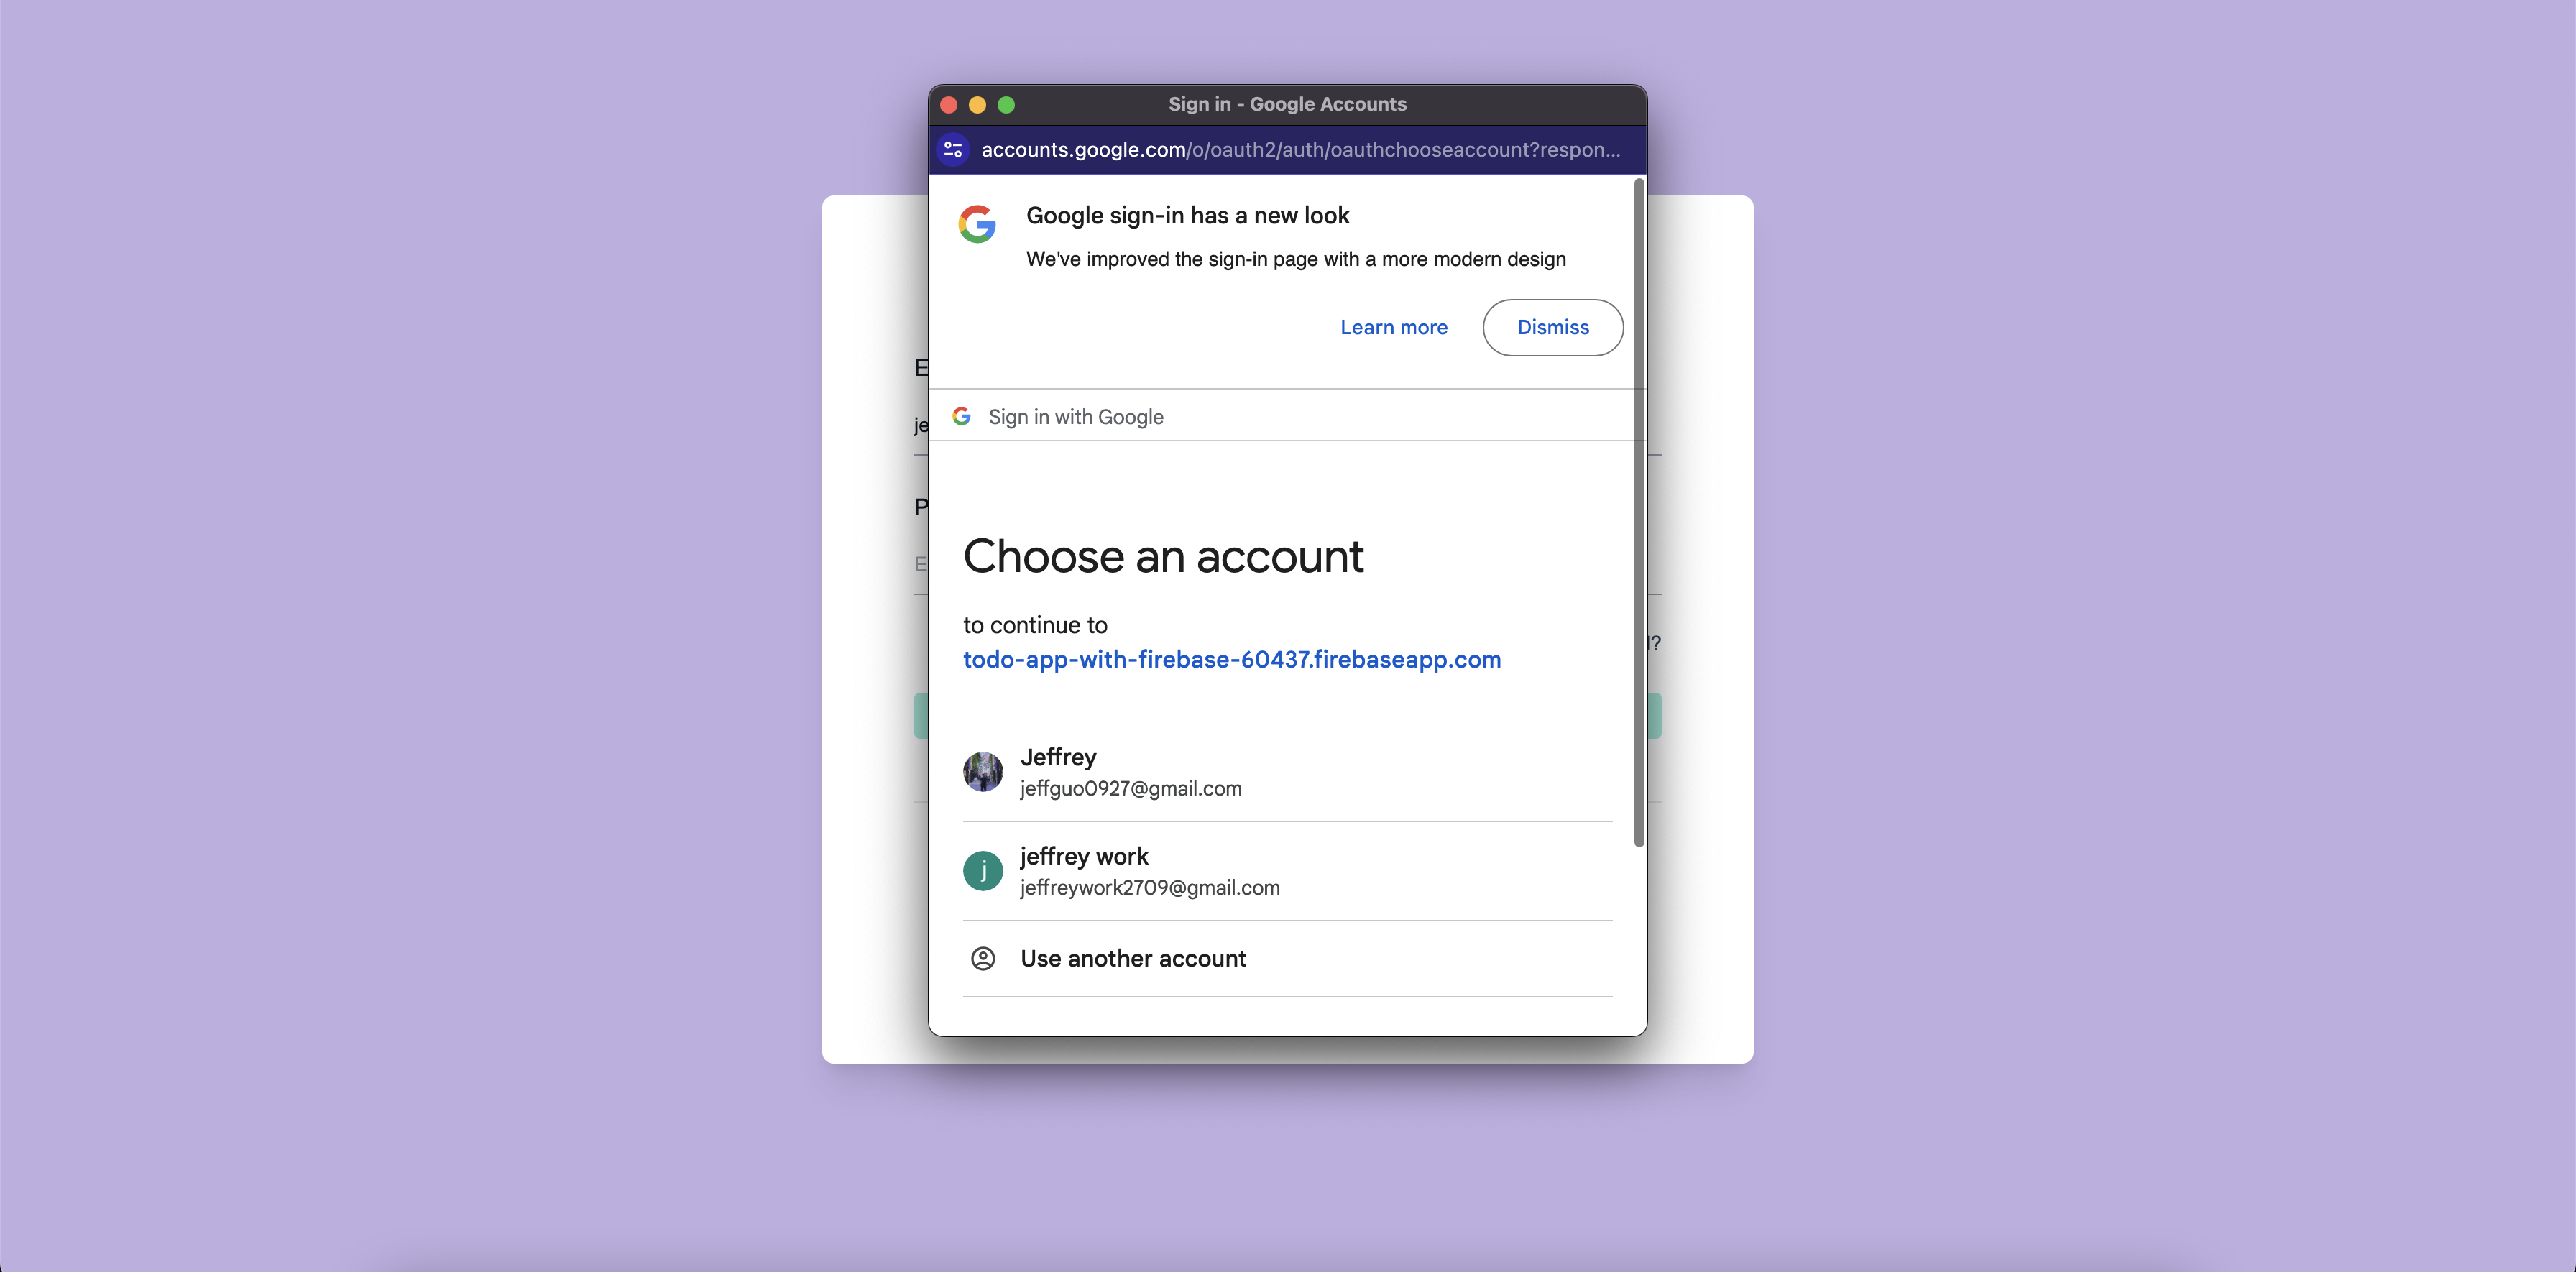 Sign in - Google Accounts
accounts.google.com/o/oauth2/auth/oauthchooseaccount?respon...
Google sign-in has a new look
We've improved the sign-in page with a more modern design
Learn more
Dismiss
Sign in with Google
Choose an account
to continue to
todo-app-with-firebase-60437.firebaseapp.com
Jeffrey
jeffguo0927@gmail.com
j
jeffrey work
jeffreywork2709@gmail.com
Use another account